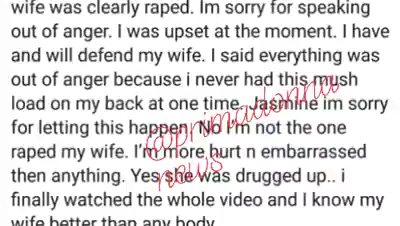 wife was clearly raped. Im sorry for speaking
out of anger. I was upset at the moment. I have
and will defend my wife. I said everything was
out of anger because i never had this mush
load on my back at one time. Jasmine im sorry
for letting this happen. No I'm not the one
raped my wife. I'm more hurt n embarrassed
then anything. Yes she was drugged up.. i
finally watched the whole video and I know my
wife better than any body
@primadonna
news